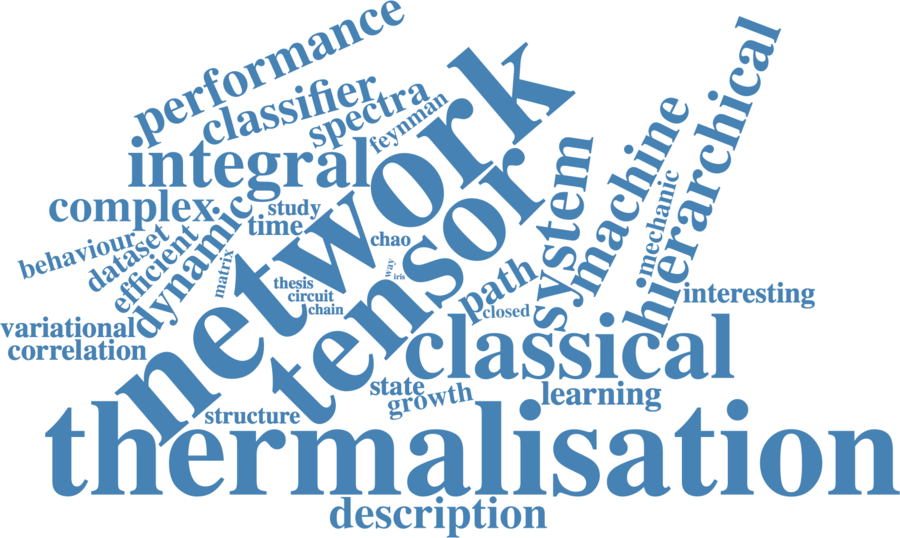 performance
classifier
spectra
feynman
integral
network
hierarchical
machine
system
mechanic
tensor
complex
study
time
dynamic
behaviour
dataset
efficient
matrix
chao
way
iris
thesis
circuit
chain
path
closed
interesting
variational
correlation
classical
state
growth
learning
structure
thermalisation
description